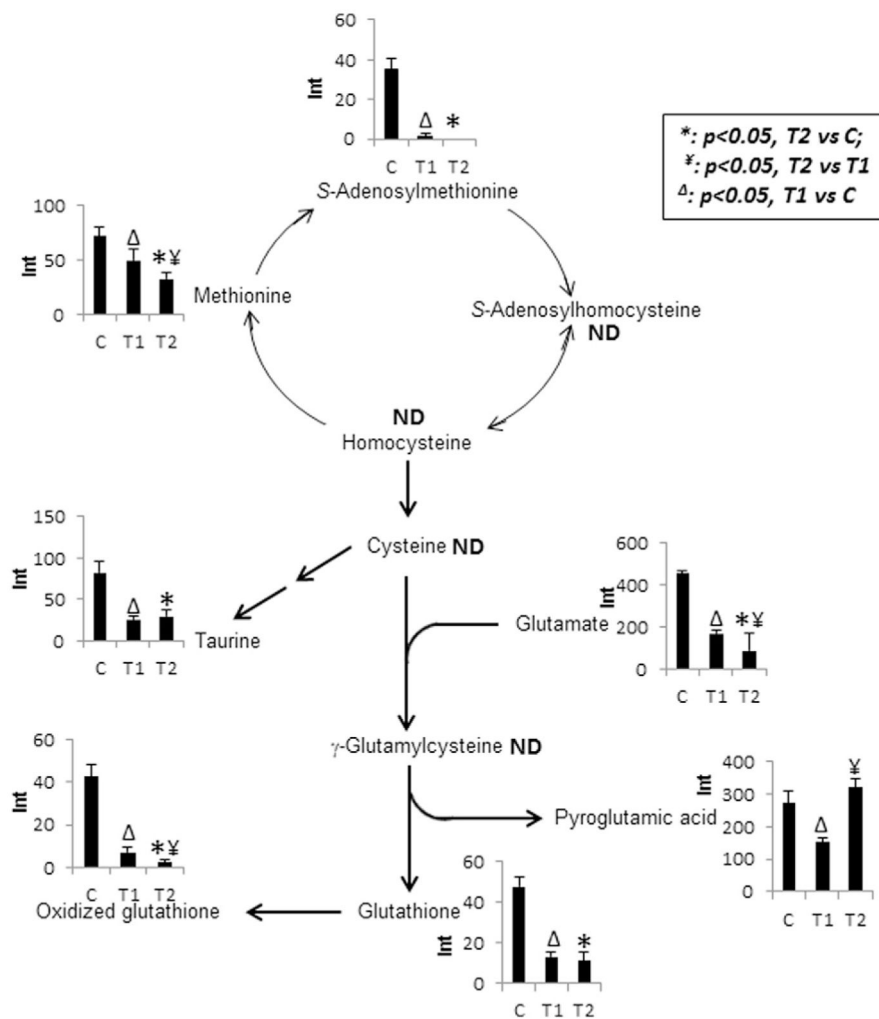 60
40
20
0
Int
Δ
*
C T1 T2
S-Adenosylmethionine
*: p<0.05, T2 vs C;
¥: p<0.05, T2 vs T1
Δ: p<0.05, T1 vs C
100
50
0
Int
Δ
*¥
C T1 T2
Methionine
S-Adenosylhomocysteine
ND
ND
Homocysteine
150
100
50
0
Int
Δ
*
C T1 T2
Taurine
Cysteine ND
Glutamate
600
400
200
0
Int
Δ
*¥
C T1 T2
γ-Glutamylcysteine ND
60
40
20
0
Int
Δ
*¥
C T1 T2
Oxidized glutathione
Pyroglutamic acid
400
300
200
100
0
Int
Δ
¥
C T1 T2
Glutathione
60
40
20
0
Int
Δ
*
C T1 T2